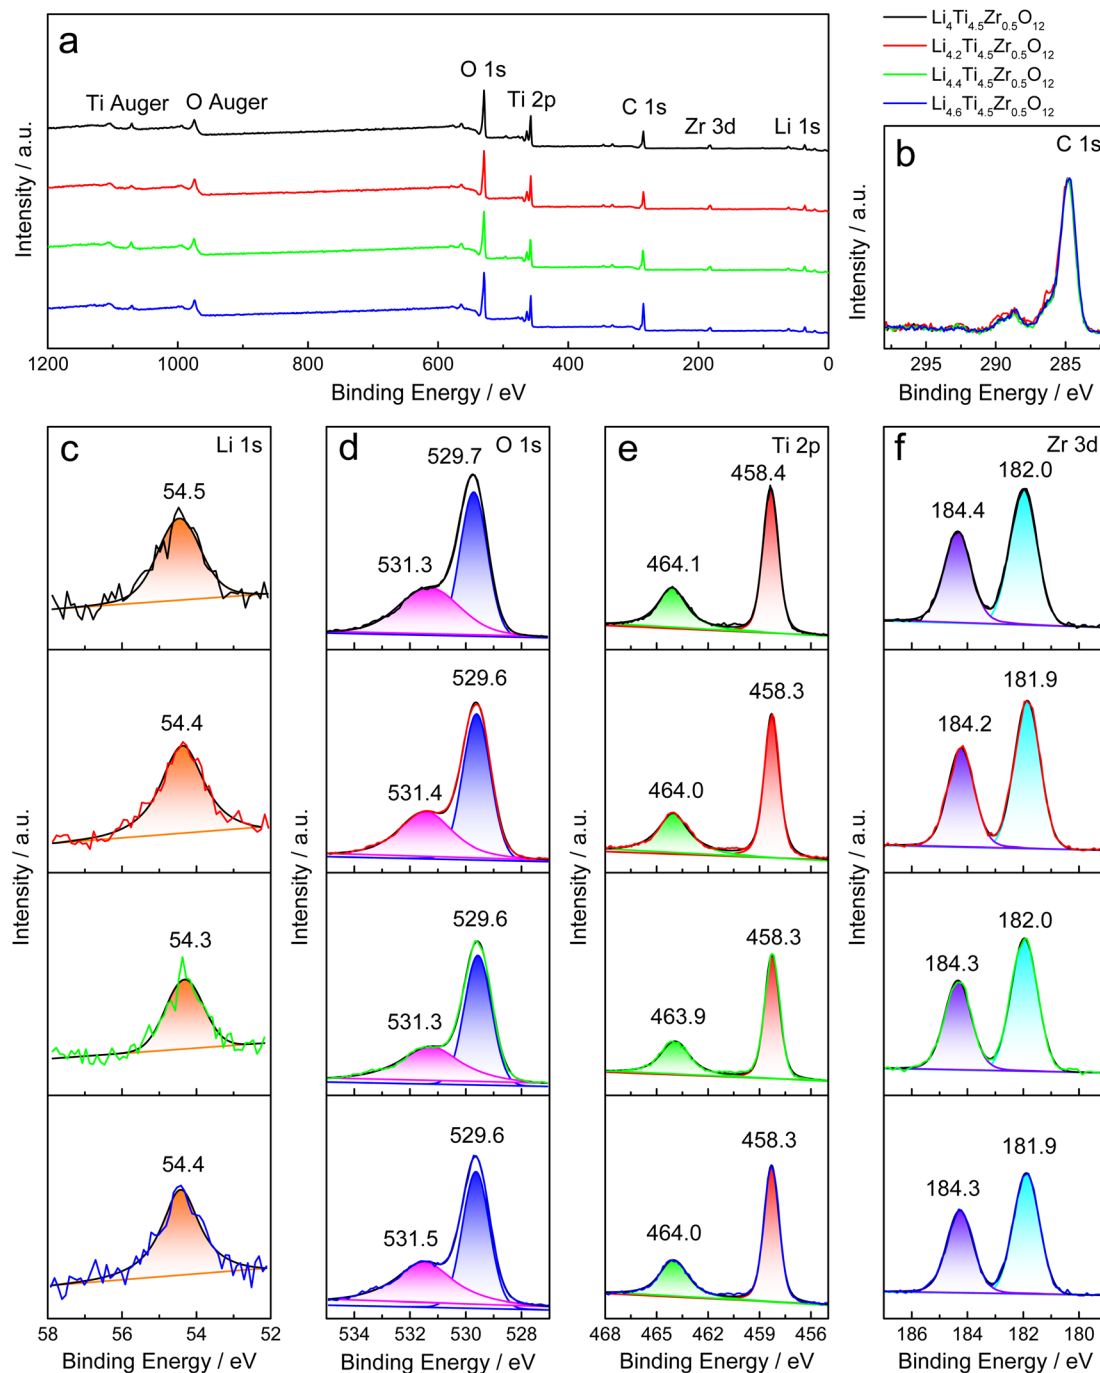 a
O 1s
Ti Auger
O Auger
Ti 2p
C 1s
Zr 3d
Li 1s
Intensity / a.u.
1200 1000 800 600 400 200 0
Binding Energy / eV
Li₄Ti₄.₅Zr₀.₅O₁₂
Li₄.₂Ti₄.₅Zr₀.₅O₁₂
Li₄.₄Ti₄.₅Zr₀.₅O₁₂
Li₄.₆Ti₄.₅Zr₀.₅O₁₂
b
C 1s
Intensity / a.u.
295 290 285
Binding Energy / eV
c
Li 1s
54.5
54.4
54.3
54.4
Intensity / a.u.
58 56 54 52
Binding Energy / eV
d
O 1s
529.7
531.3
529.6
531.4
529.6
531.3
529.6
531.5
Intensity / a.u.
534 532 530 528
Binding Energy / eV
e
Ti 2p
458.4
464.1
458.3
464.0
458.3
463.9
458.3
464.0
Intensity / a.u.
468 465 462 459 456
Binding Energy / eV
f
Zr 3d
182.0
184.4
181.9
184.2
182.0
184.3
181.9
184.3
Intensity / a.u.
186 184 182 180
Binding Energy / eV